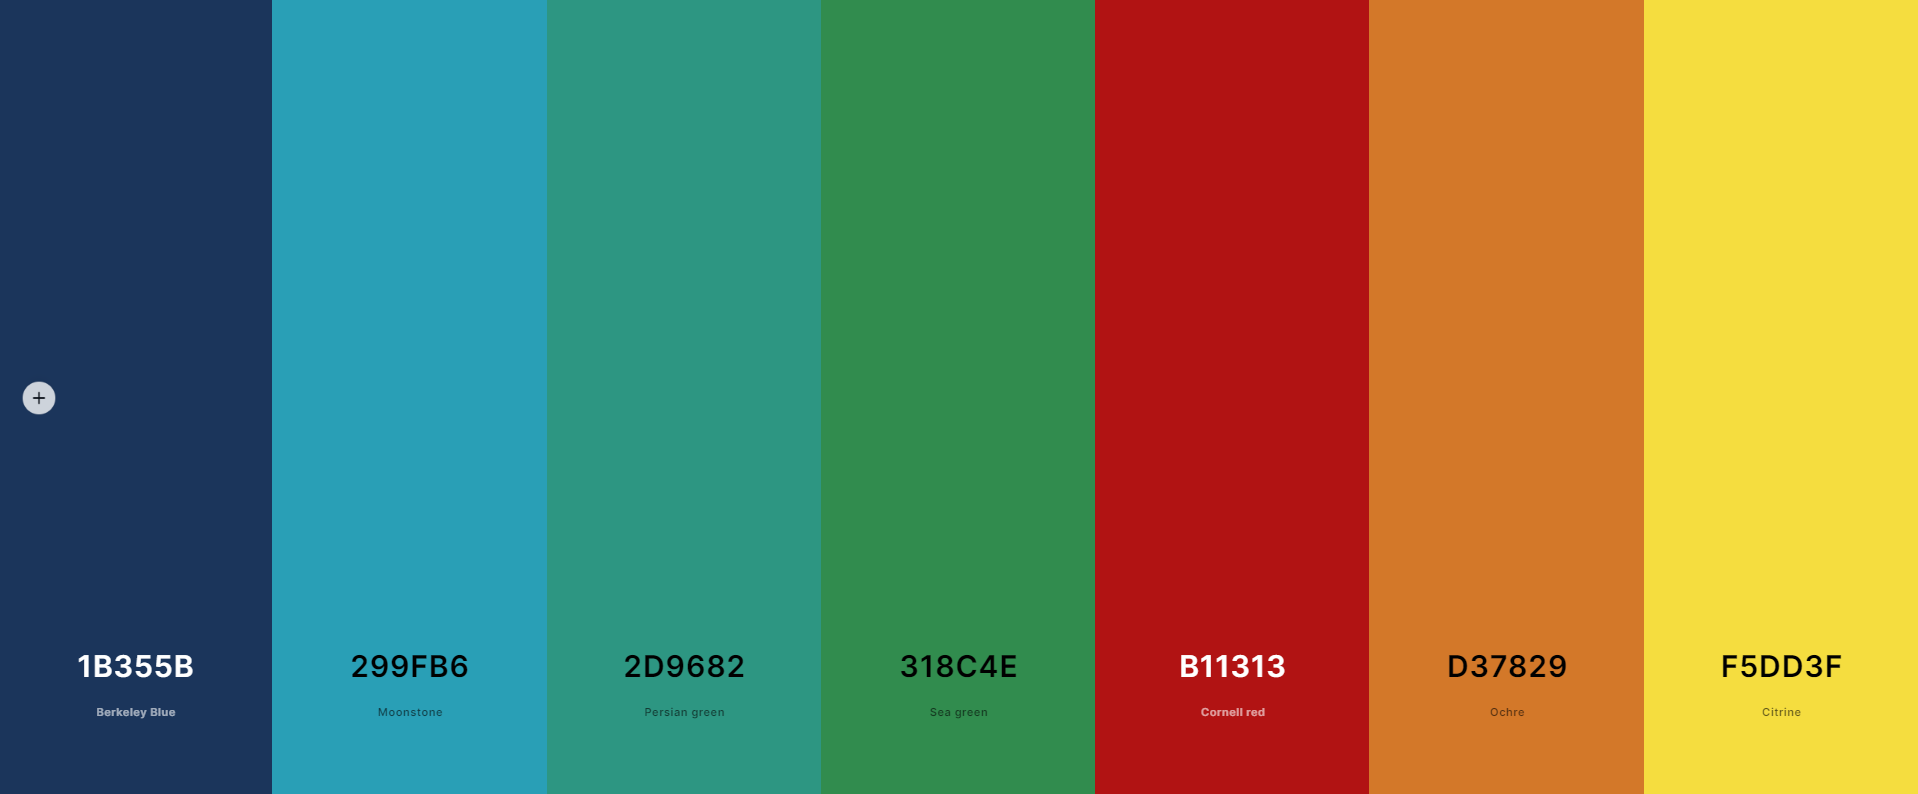 1B355B
Berkeley Blue
299FB6
Moonstone
2D9682
Persian green
318C4E
Sea green
B11313
Cornell red
D37829
Ochre
F5DD3F
Citrine